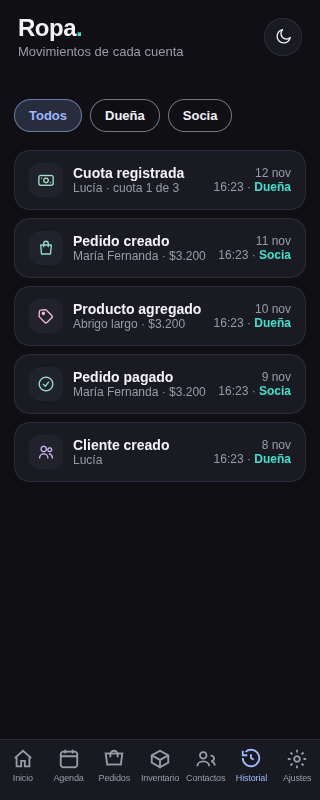 Ropa.
Movimientos de cada cuenta
Todos
Dueña
Socia
Cuota registrada
12 nov
Lucía · cuota 1 de 3
16:23 · Dueña
Pedido creado
11 nov
María Fernanda · $3.200
16:23 · Socia
Producto agregado
10 nov
Abrigo largo · $3.200
16:23 · Dueña
Pedido pagado
9 nov
María Fernanda · $3.200
16:23 · Socia
Cliente creado
8 nov
Lucía
16:23 · Dueña
Inicio
Agenda
Pedidos
Inventario
Contactos
Historial
Ajustes